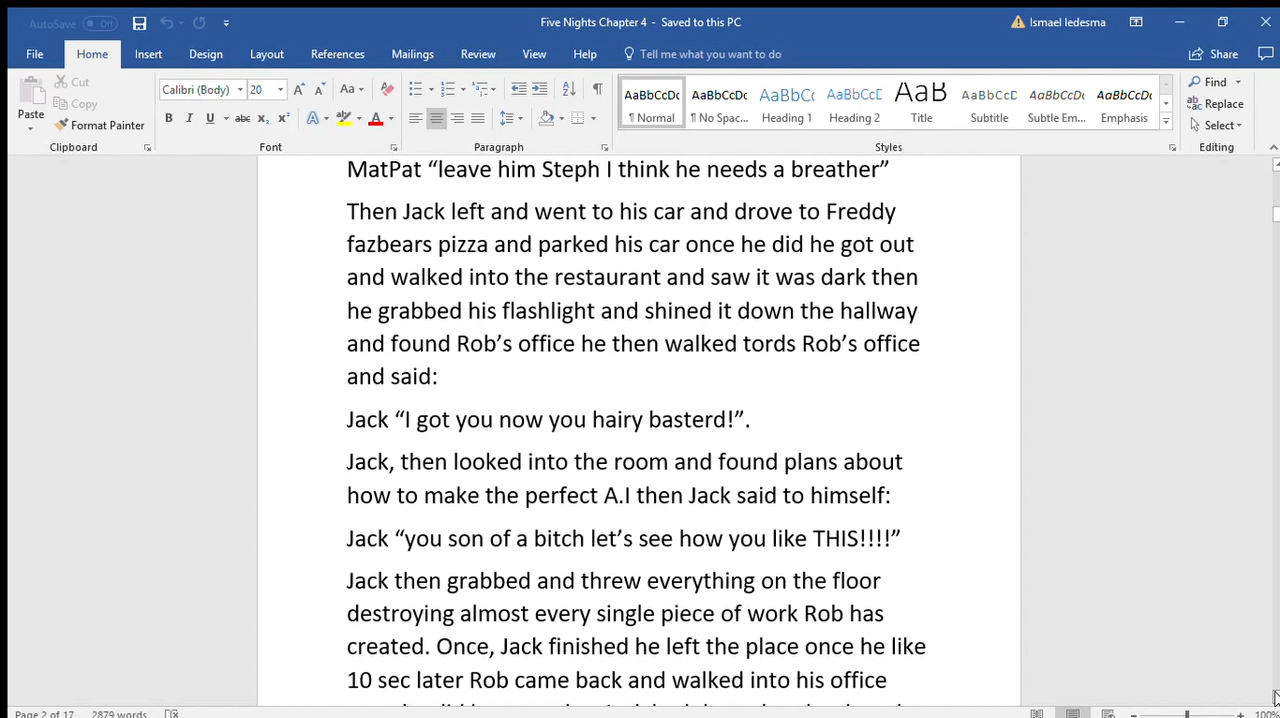 AutoSave Off
Five Nights Chapter 4 - Saved to this PC
Ismael ledesma
File Home Insert Design Layout References Mailings Review View Help Tell me what you want to do Share
Paste
Cut
Copy
Format Painter
Clipboard
Calibri (Body) 20
Font
Paragraph
AaBbCcDc AaBbCcDc AaBbCc AaBbCcD AaB AaBbCcD AaBbCcDc AaBbCcDc
¶ Normal ¶ No Spac... Heading 1 Heading 2 Title Subtitle Subtle Em... Emphasis
Styles
Find
Replace
Select
Editing
MatPat “leave him Steph I think he needs a breather”
Then Jack left and went to his car and drove to Freddy
fazbears pizza and parked his car once he did he got out
and walked into the restaurant and saw it was dark then
he grabbed his flashlight and shined it down the hallway
and found Rob’s office he then walked tords Rob’s office
and said:
Jack “I got you now you hairy basterd!”.
Jack, then looked into the room and found plans about
how to make the perfect A.I then Jack said to himself:
Jack “you son of a bitch let’s see how you like THIS!!!!”
Jack then grabbed and threw everything on the floor
destroying almost every single piece of work Rob has
created. Once, Jack finished he left the place once he like
10 sec later Rob came back and walked into his office
Page 2 of 17 2879 words
100%